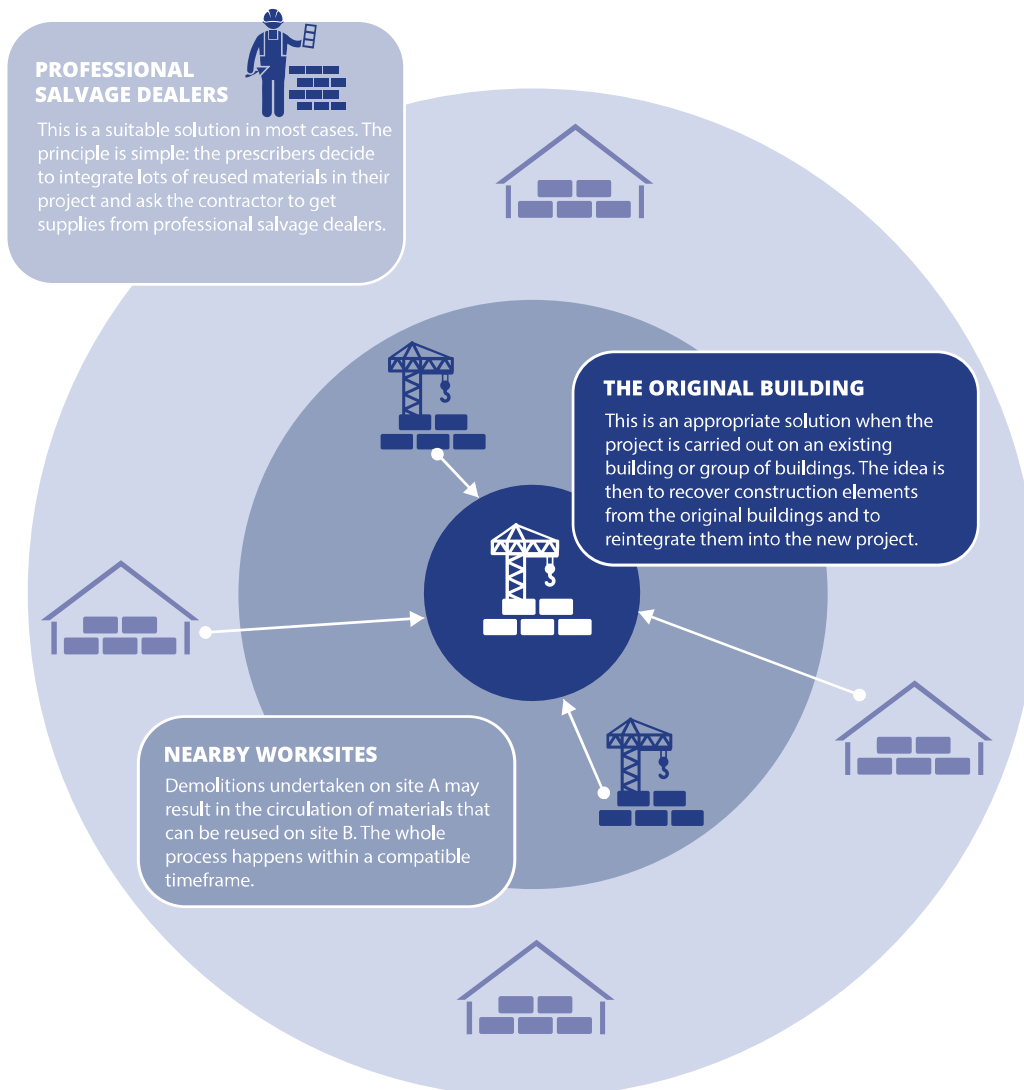 PROFESSIONAL
SALVAGE DEALERS
This is a suitable solution in most cases. The
principle is simple: the prescribers decide
to integrate lots of reused materials in their
project and ask the contractor to get
supplies from professional salvage dealers.
THE ORIGINAL BUILDING
This is an appropriate solution when the
project is carried out on an existing
building or group of buildings. The idea is
then to recover construction elements
from the original buildings and to
reintegrate them into the new project.
NEARBY WORKSITES
Demolitions undertaken on site A may
result in the circulation of materials that
can be reused on site B. The whole
process happens within a compatible
timeframe.